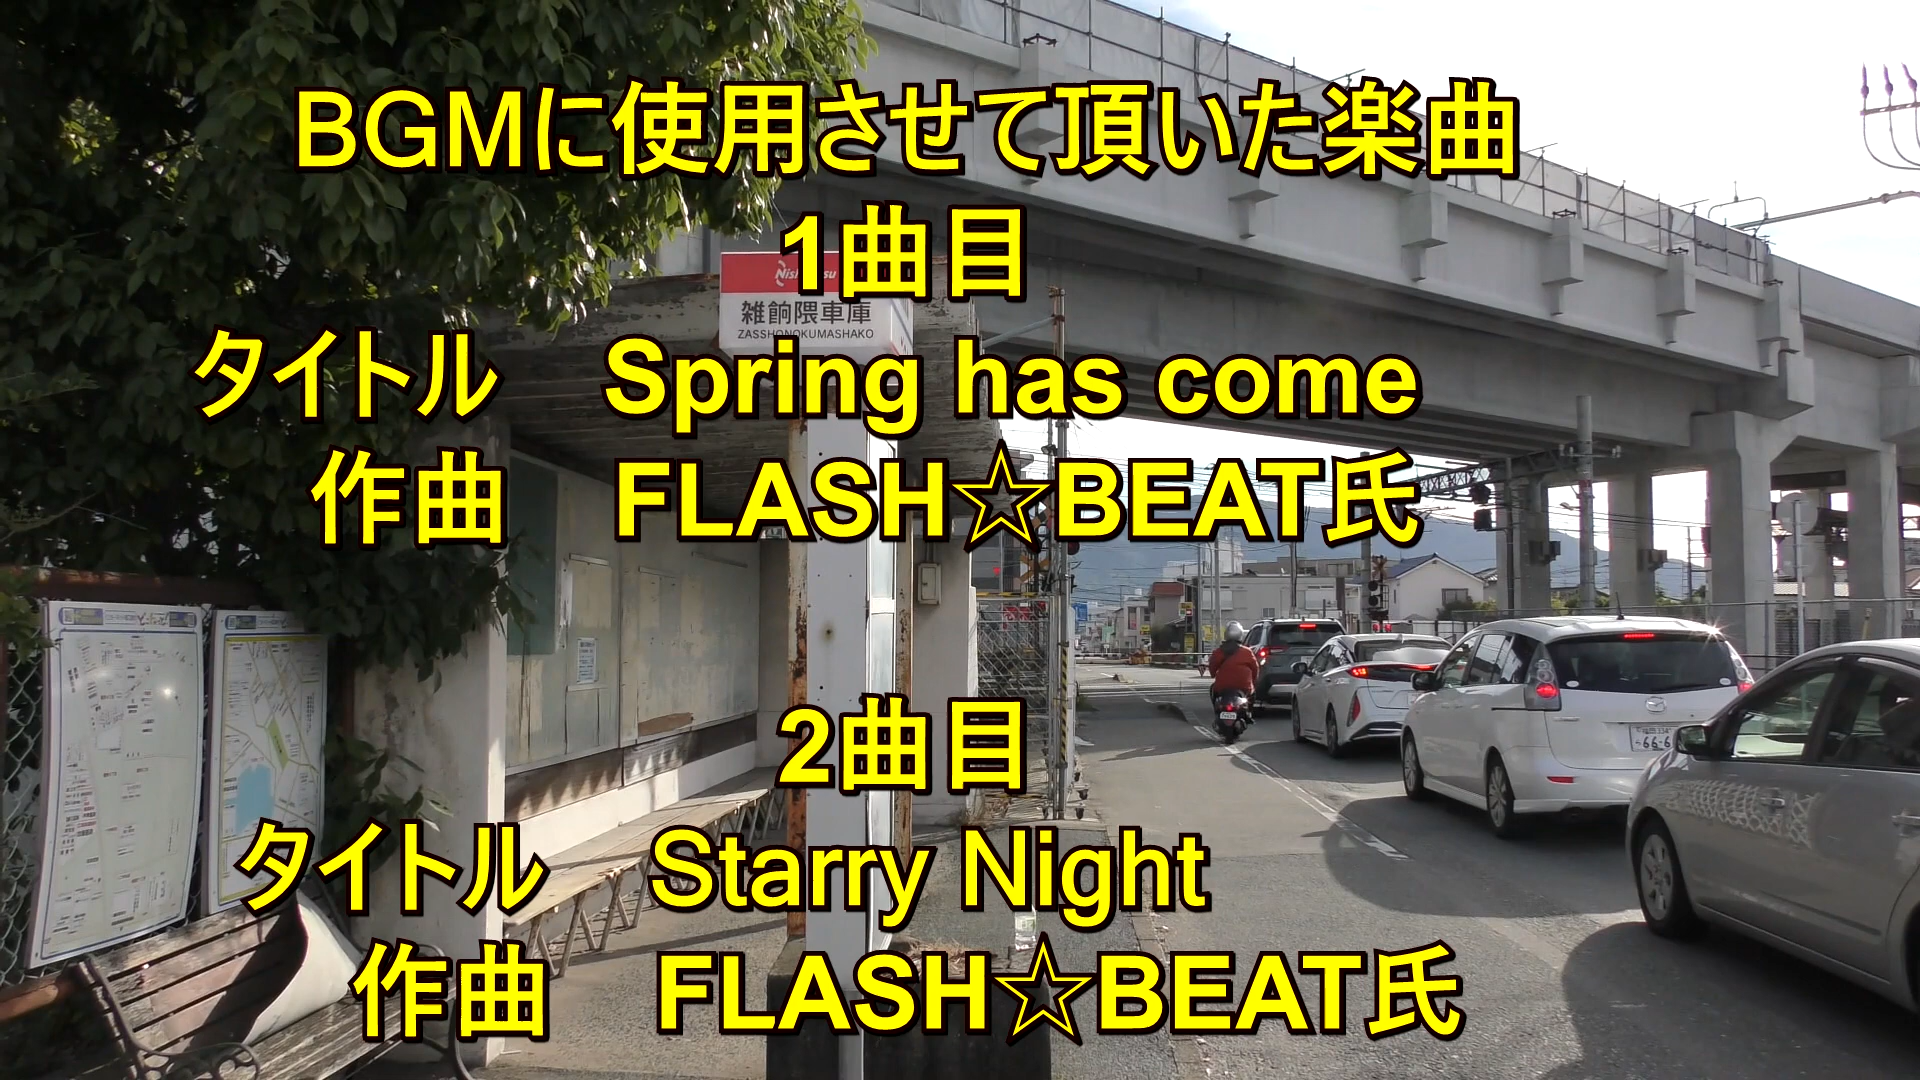 BGMに使用させて頂いた楽曲
1曲目
雑餉隈車庫
ZASSHONOKUMASHAKO
タイトル Spring has come
作曲 FLASH☆BEAT氏
2曲目
タイトル Starry Night
作曲 FLASH☆BEAT氏